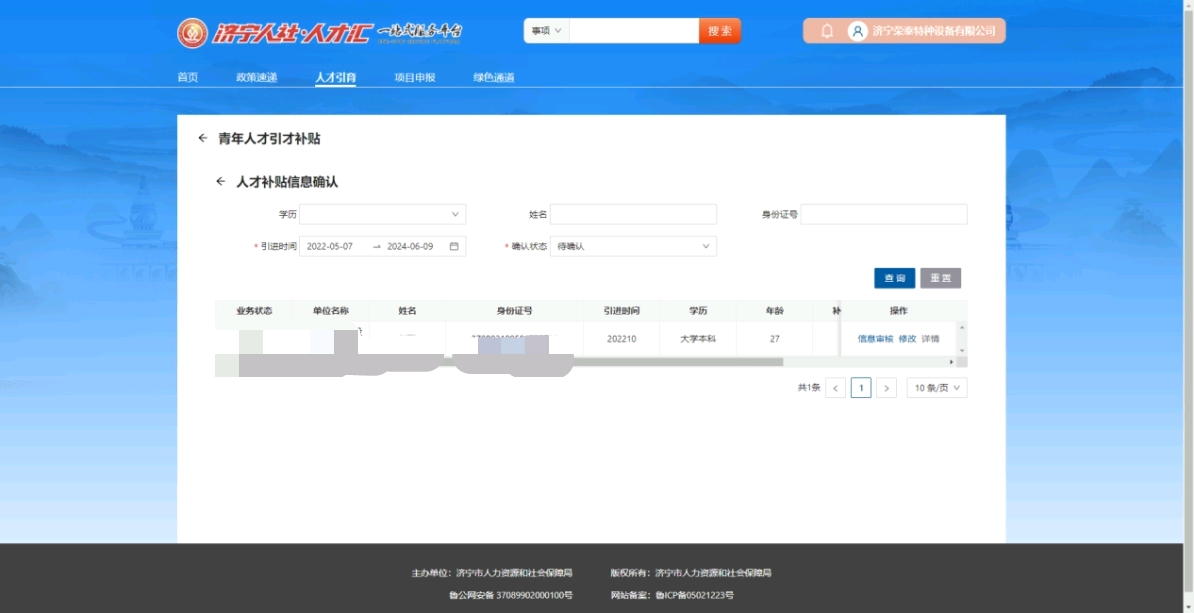 济宁人社·人才汇 一站式服务平台
事项 搜索
济宁荣泰特种设备有限公司
首页 政策速递 人才引育 项目申报 绿色通道
← 青年人才引才补贴
← 人才补贴信息确认
学历 姓名 身份证号
* 引进时间 2022-05-07 → 2024-06-09 * 确认状态 待确认
查询 重置
业务状态 单位名称 姓名 身份证号 引进时间 学历 年龄 补 操作
202210 大学本科 27 信息审核 修改 详情
共1条 < 1 > 10 条/页
主办单位：济宁市人力资源和社会保障局 版权所有：济宁市人力资源和社会保障局
鲁公网安备 37089902000100号 网站备案：鲁ICP备05021223号